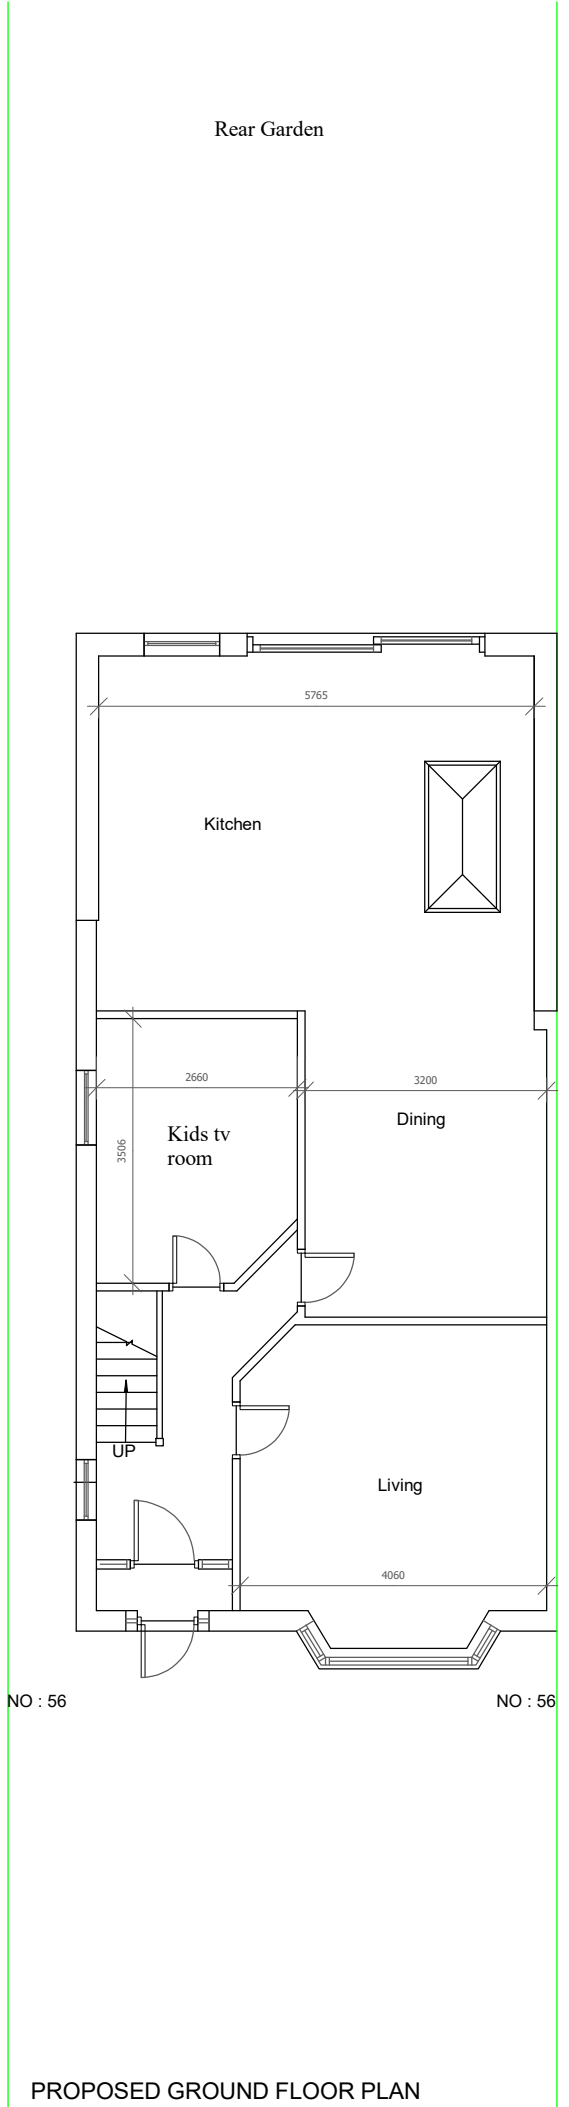 Rear Garden
5765
Kitchen
2660
3200
Dining
Kids tv
room
3506
UP
Living
4060
NO : 56
NO : 56
PROPOSED GROUND FLOOR PLAN